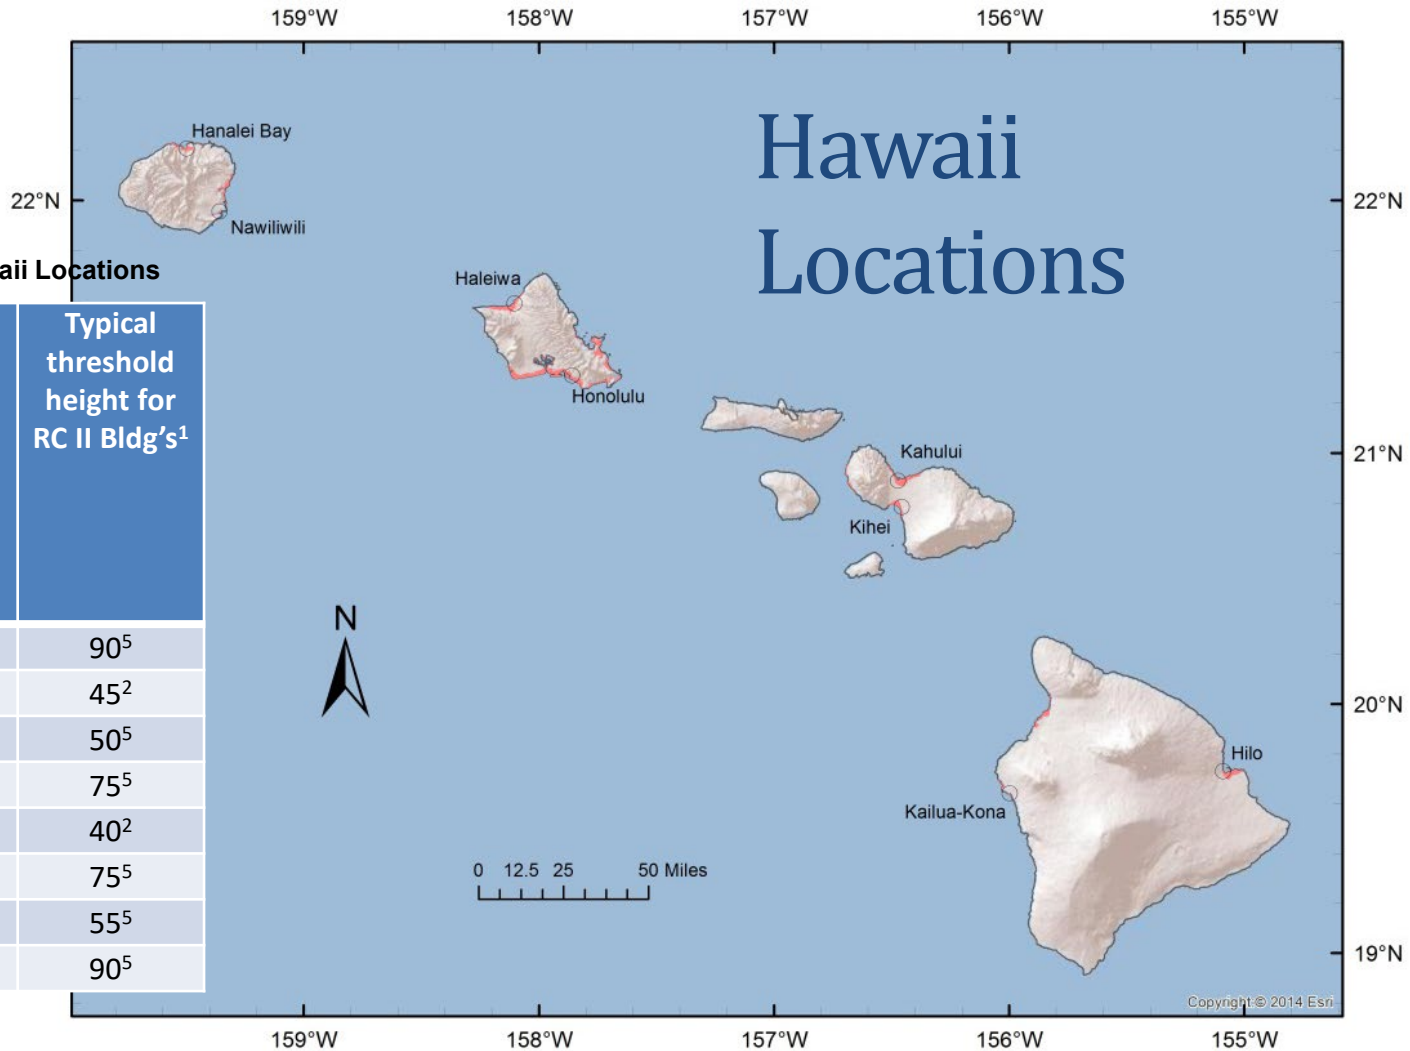 159°W 158°W 157°W 156°W 155°W
Hawaii
Locations
Hanalei Bay
22°N
22°N
Nawiliwili
aii Locations
Haleiwa
Typical
threshold
height for
RC II Bldg's¹
Honolulu
Kahului
21°N
Kihei
N
90⁵
45²
50⁵
75⁵
40²
75⁵
55⁵
90⁵
20°N
Hilo
Kailua-Kona
0 12.5 25 50 Miles
19°N
Copyright:© 2014 Esri
159°W 158°W 157°W 156°W 155°W